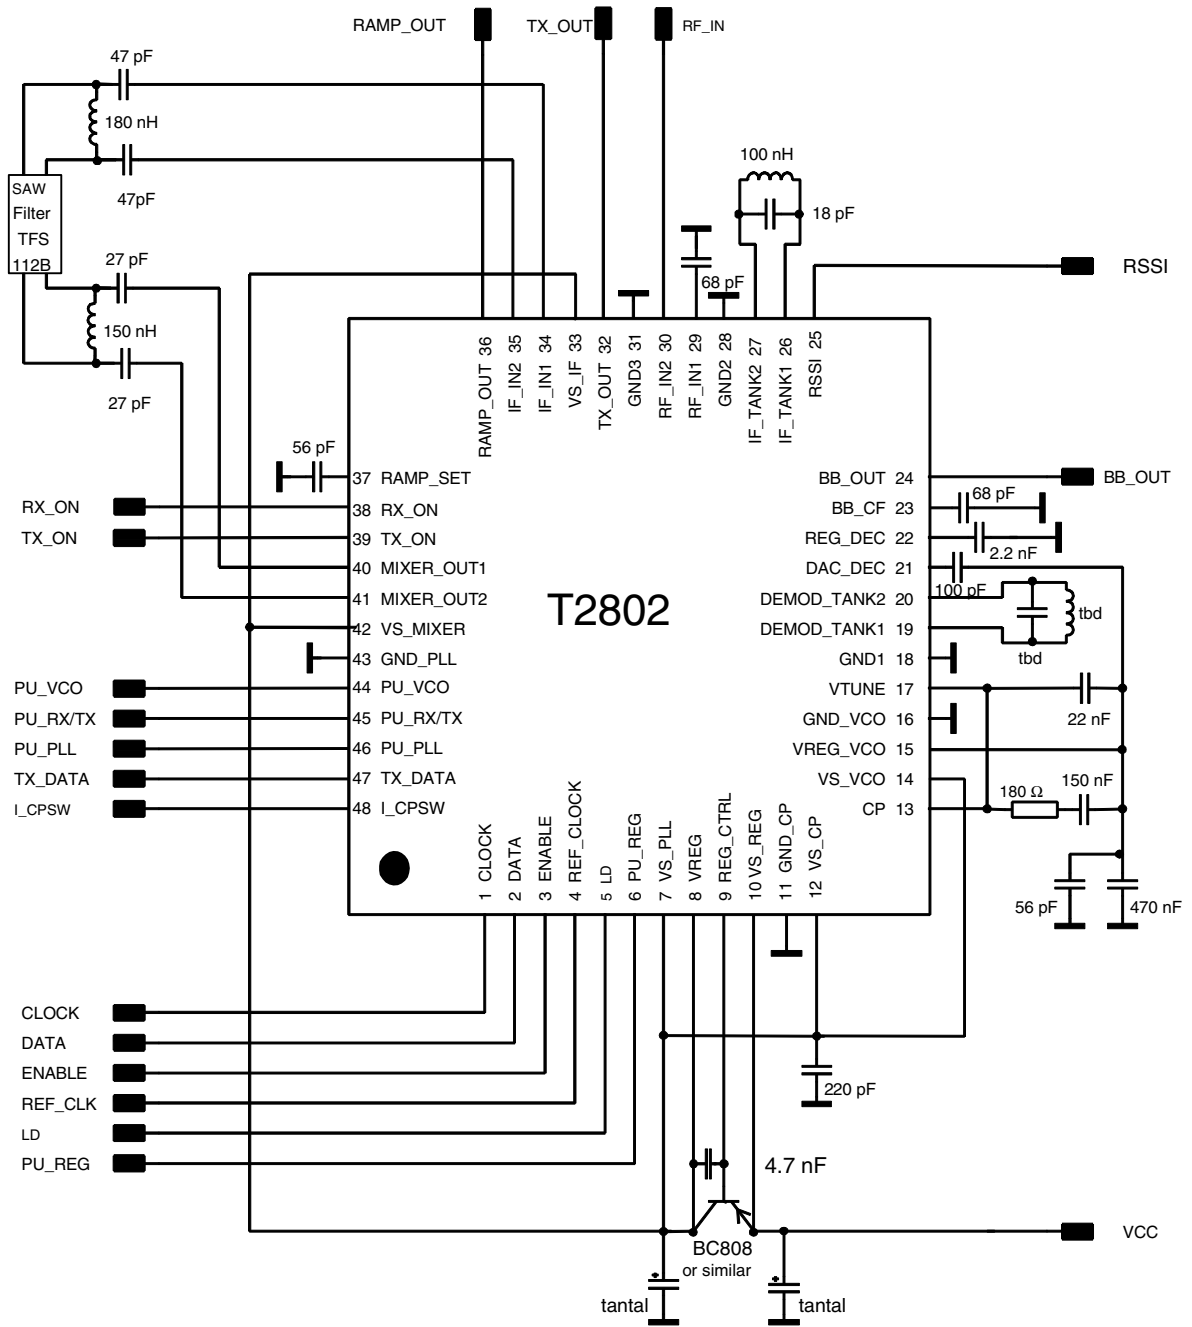 RAMP_OUT
TX_OUT
RF_IN
47 pF
180 nH
47pF
SAW
Filter
TFS
112B
27 pF
150 nH
27 pF
100 nH
18 pF
68 pF
RSSI
RAMP_OUT 36
IF_IN2 35
IF_IN1 34
VS_IF 33
TX_OUT 32
GND3 31
RF_IN2 30
RF_IN1 29
GND2 28
IF_TANK2 27
IF_TANK1 26
RSSI 25
56 pF
RX_ON
TX_ON
37 RAMP_SET
38 RX_ON
39 TX_ON
40 MIXER_OUT1
41 MIXER_OUT2
42 VS_MIXER
43 GND_PLL
44 PU_VCO
45 PU_RX/TX
46 PU_PLL
47 TX_DATA
48 I_CPSW
PU_VCO
PU_RX/TX
PU_PLL
TX_DATA
I_CPSW
T2802
BB_OUT 24
BB_CF 23
REG_DEC 22
DAC_DEC 21
DEMOD_TANK2 20
DEMOD_TANK1 19
GND1 18
VTUNE 17
GND_VCO 16
VREG_VCO 15
VS_VCO 14
CP 13
BB_OUT
68 pF
2.2 nF
100 pF
tbd
tbd
22 nF
180 Ω
150 nF
56 pF
470 nF
1 CLOCK
2 DATA
3 ENABLE
4 REF_CLOCK
5 LD
6 PU_REG
7 VS_PLL
8 VREG
9 REG_CTRL
10 VS_REG
11 GND_CP
12 VS_CP
CLOCK
DATA
ENABLE
REF_CLK
LD
PU_REG
220 pF
4.7 nF
BC808
or similar
VCC
+
tantal
+
tantal